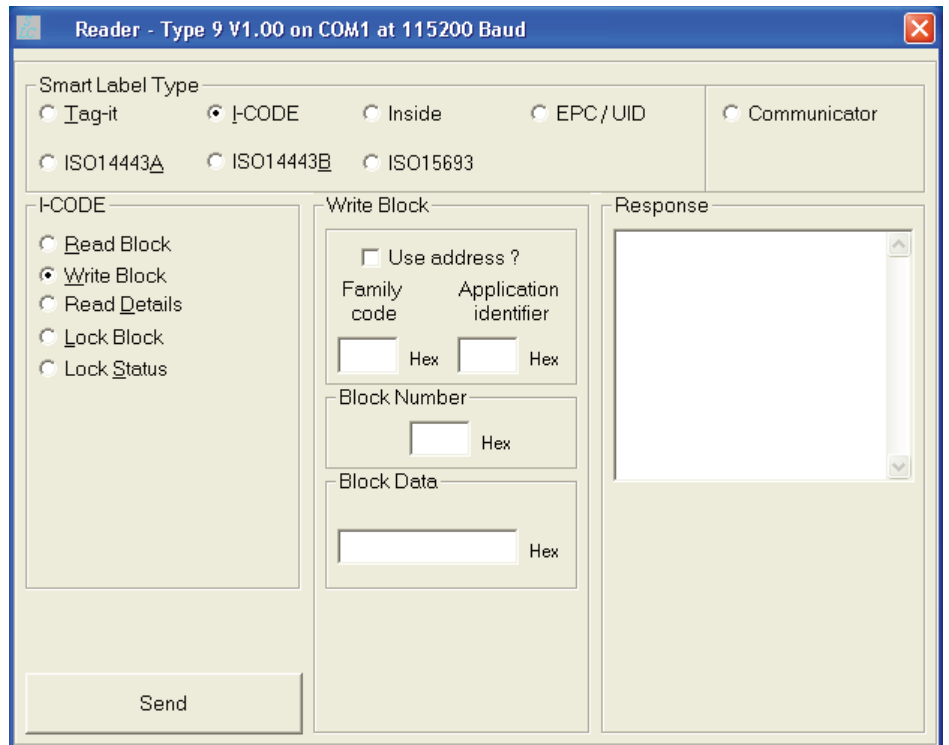 Reader - Type 9 V1.00 on COM1 at 115200 Baud
Smart Label Type
Tag-it I-CODE Inside EPC / UID Communicator
ISO14443A ISO14443B ISO15693
I-CODE
Read Block
Write Block
Read Details
Lock Block
Lock Status
Send
Write Block
Use address ?
Family code
Application identifier
Hex Hex
Block Number
Hex
Block Data
Hex
Response